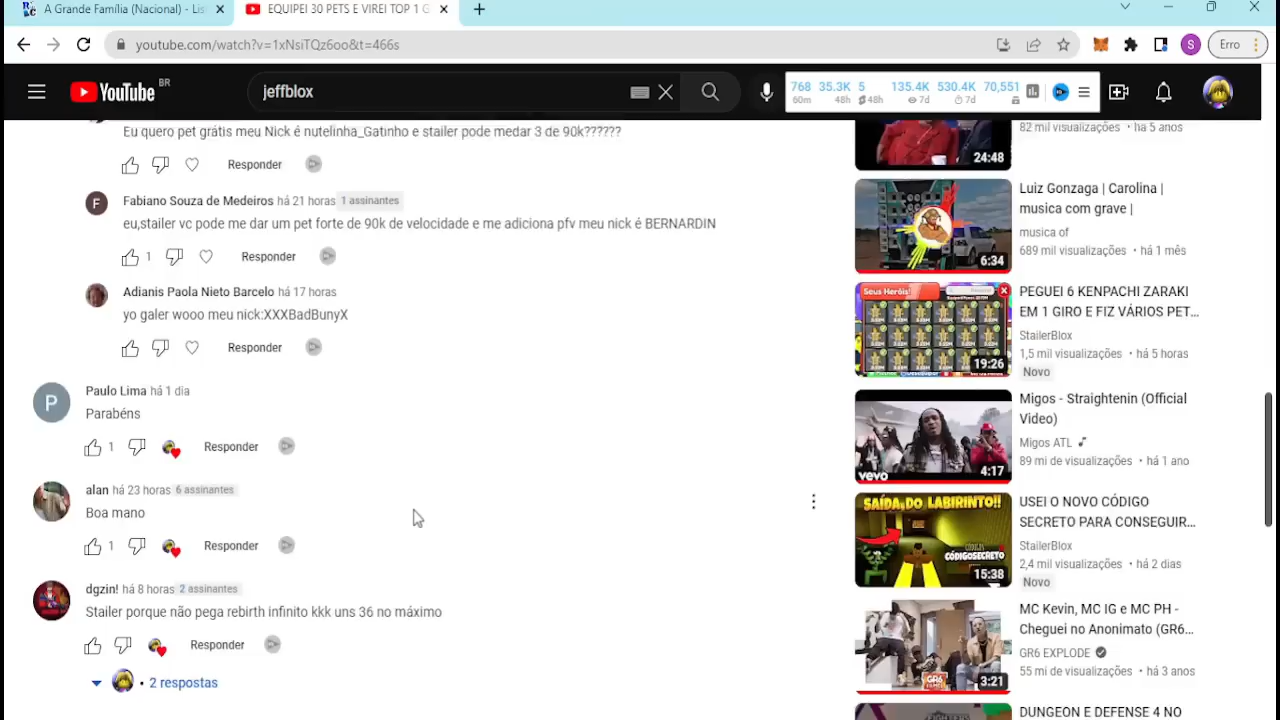 A Grande Família (Nacional) - Lis
EQUIPEI 30 PETS E VIREI TOP 1 G
youtube.com/watch?v=1xNsiTQz6oo&t=466s
S
Erro
YouTube BR
jeffblox
768 35.3K 5 135.4K 530.4K 70,551
60m 48h 48h 7d 7d
Eu quero pet grátis meu Nick é nutelinha_Gatinho e stailer pode medar 3 de 90k??????
Responder
F
Fabiano Souza de Medeiros há 21 horas 1 assinantes
eu,stailer vc pode me dar um pet forte de 90k de velocidade e me adiciona pfv meu nick é BERNARDIN
1 Responder
Adianis Paola Nieto Barcelo há 17 horas
yo galer wooo meu nick:XXXBadBunyX
Responder
P
Paulo Lima há 1 dia
Parabéns
1 Responder
alan há 23 horas 6 assinantes
Boa mano
1 Responder
dgzin! há 8 horas 2 assinantes
Stailer porque não pega rebirth infinito kkk uns 36 no máximo
Responder
2 respostas
24:48
82 mil visualizações • há 5 anos
6:34
Luiz Gonzaga | Carolina |
musica com grave |
musica of
689 mil visualizações • há 1 mês
Seus Heróis!
19:26
PEGUEI 6 KENPACHI ZARAKI
EM 1 GIRO E FIZ VÁRIOS PET...
StailerBlox
1,5 mil visualizações • há 5 horas
Novo
vevo
4:17
Migos - Straightenin (Official
Video)
Migos ATL
89 mi de visualizações • há 1 ano
SAÍDA DO LABIRINTO!!
CÓDIGOSECRETO
15:38
USEI O NOVO CÓDIGO
SECRETO PARA CONSEGUIR...
StailerBlox
2,4 mil visualizações • há 2 dias
Novo
GR6
3:21
MC Kevin, MC IG e MC PH -
Cheguei no Anonimato (GR6...
GR6 EXPLODE
55 mi de visualizações • há 3 anos
DUNGEON E DEFENSE 4 NO